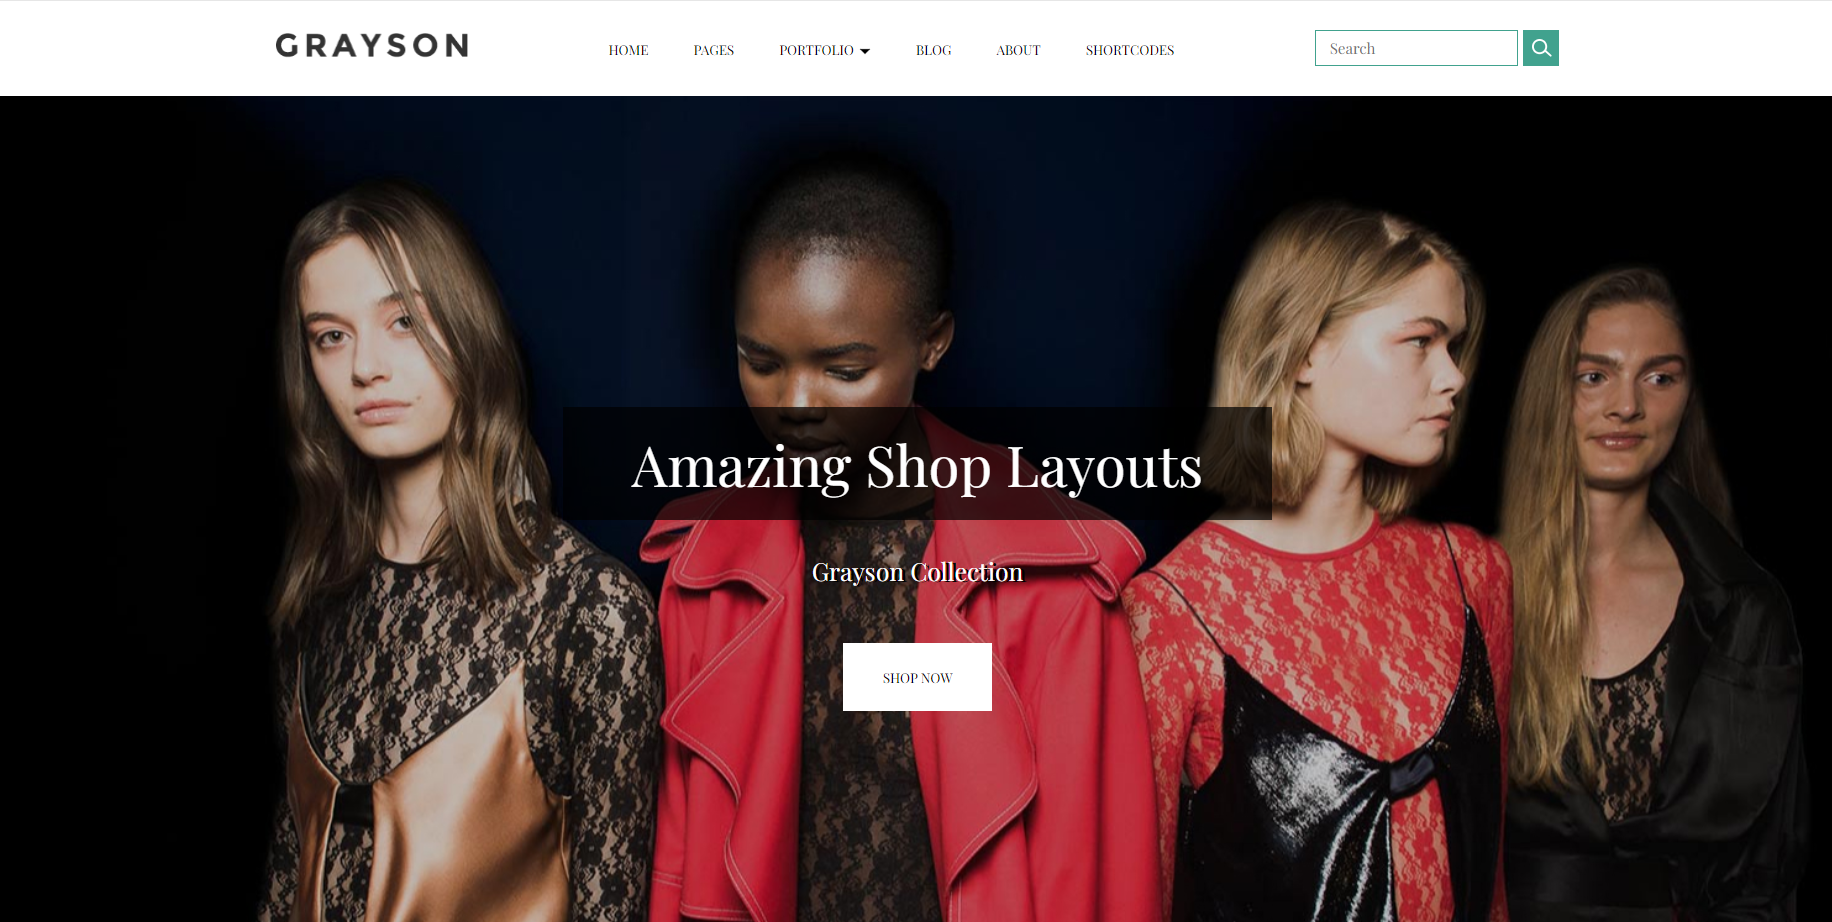 GRAYSON
HOME PAGES PORTFOLIO BLOG ABOUT SHORTCODES
Search
Amazing Shop Layouts
Grayson Collection
SHOP NOW